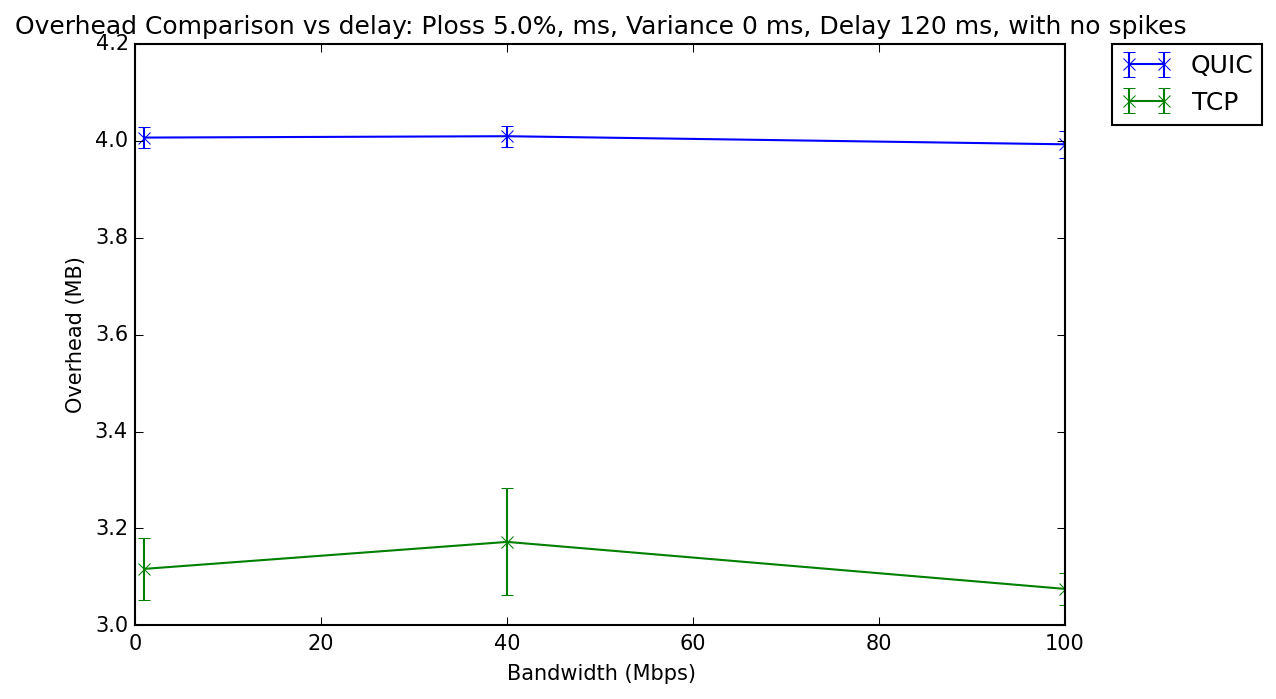 Overhead Comparison vs delay: Ploss 5.0%, ms, Variance 0 ms, Delay 120 ms, with no spikes
QUIC
TCP
Overhead (MB)
4.2
4.0
3.8
3.6
3.4
3.2
3.0
0 20 40 60 80 100
Bandwidth (Mbps)